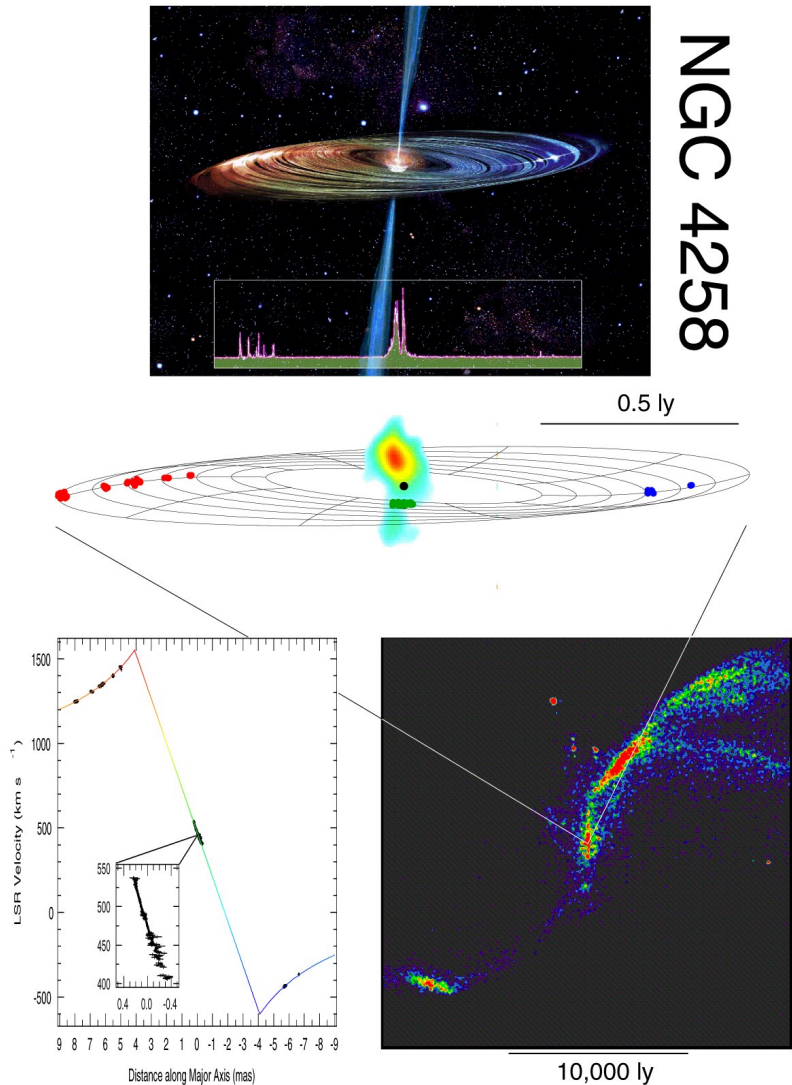 NGC 4258
0.5 ly
1500
1000
500
0
-500
LSR Velocity (km s -1)
550
500
450
400
0.4 0.0 -0.4
9 8 7 6 5 4 3 2 1 0 -1 -2 -3 -4 -5 -6 -7 -8 -9
Distance along Major Axis (mas)
10,000 ly